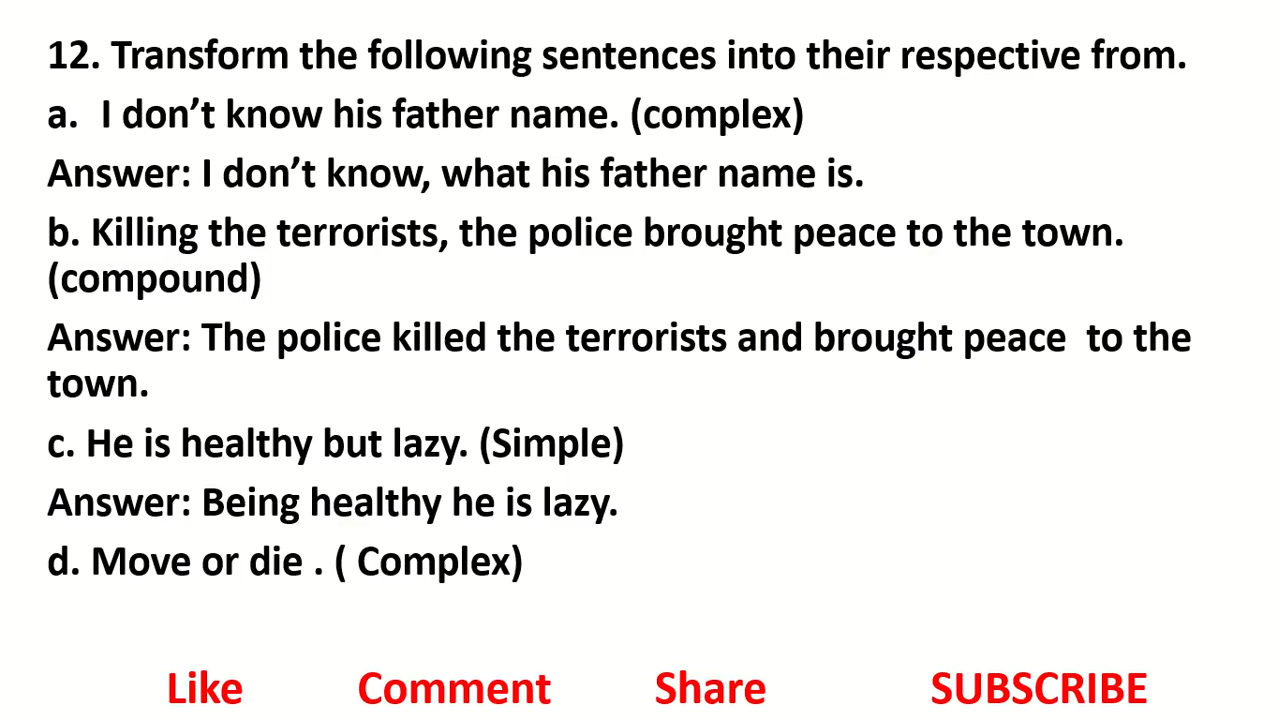 12. Transform the following sentences into their respective from.
a.  I don’t know his father name. (complex)
Answer: I don’t know, what his father name is.
b. Killing the terrorists, the police brought peace to the town.
(compound)
Answer: The police killed the terrorists and brought peace  to the
town.
c. He is healthy but lazy. (Simple)
Answer: Being healthy he is lazy.
d. Move or die . ( Complex)
Like Comment Share SUBSCRIBE